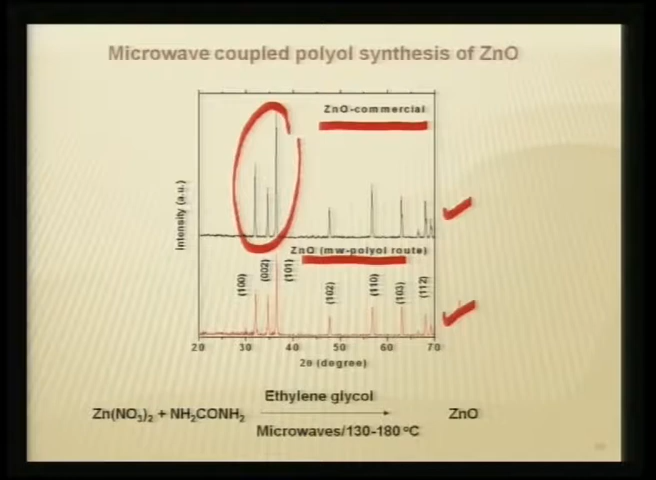 Microwave coupled polyol synthesis of ZnO
ZnO-commercial
Intensity (a.u.)
ZnO (mw-polyol route)
(100) (002) (101) (102) (110) (103) (112)
20 30 40 50 60 70
2θ (degree)
Ethylene glycol
Zn(NO₃)₂ + NH₂CONH₂ ZnO
Microwaves/130-180 ºC